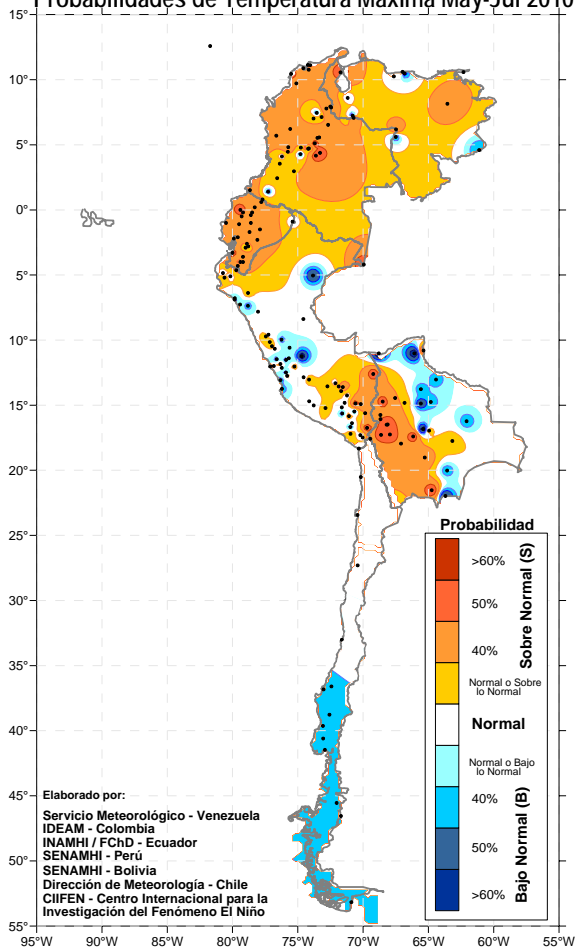 Probabilidades de Temperatura Máxima May-Jul 2010
15°
10°
5°
0°
5°
10°
15°
20°
25°
30°
35°
40°
45°
50°
55°
95°W 90°W 85°W 80°W 75°W 70°W 65°W 60°W 55°W
Probabilidad
>60%
50%
40%
Normal o Sobre
lo Normal
Normal
Normal o Bajo
lo Normal
40%
50%
>60%
Sobre Normal (S)
Bajo Normal (B)
Elaborado por:
Servicio Meteorológico - Venezuela
IDEAM - Colombia
INAMHI / FChD - Ecuador
SENAMHI - Perú
SENAMHI - Bolivia
Dirección de Meteorología - Chile
CIIFEN - Centro Internacional para la
Investigación del Fenómeno El Niño